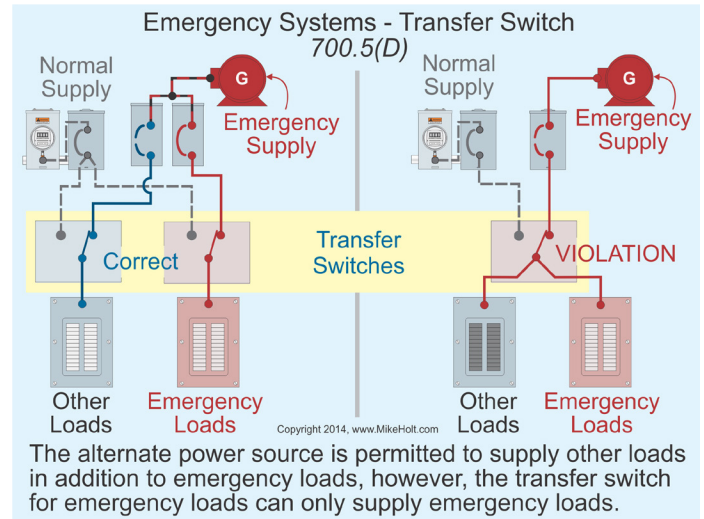 Emergency Systems - Transfer Switch
700.5(D)
Normal
Supply
G
Emergency
Supply
Normal
Supply
G
Emergency
Supply
Correct
Transfer
Switches
VIOLATION
Other
Loads
Emergency
Loads
Other
Loads
Emergency
Loads
Copyright 2014, www.MikeHolt.com
The alternate power source is permitted to supply other loads
in addition to emergency loads, however, the transfer switch
for emergency loads can only supply emergency loads.